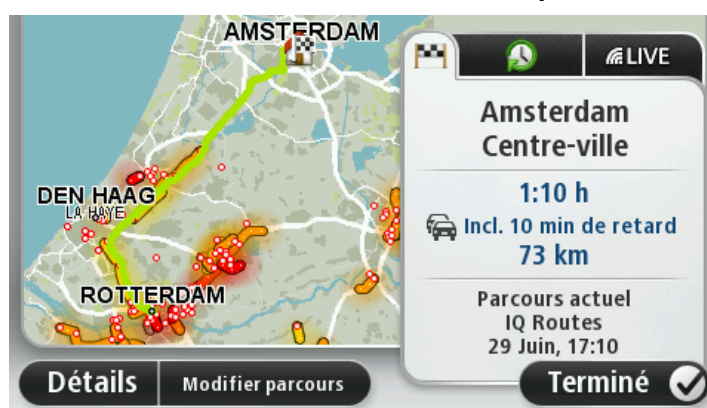 AMSTERDAM
DEN HAAG
LA HAYE
ROTTERDAM
LIVE
Amsterdam
Centre-ville
1:10 h
Incl. 10 min de retard
73 km
Parcours actuel
IQ Routes
29 Juin, 17:10
Détails
Modifier parcours
Terminé